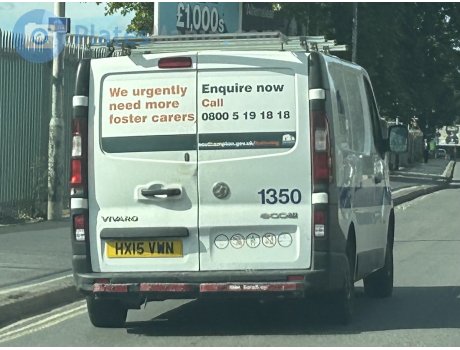 £1,000s
We urgently
need more
foster carers
Enquire now
Call
0800 5 19 18 18
southampton.gov.uk/fostering
VIVARO
1350
HX15 VWN